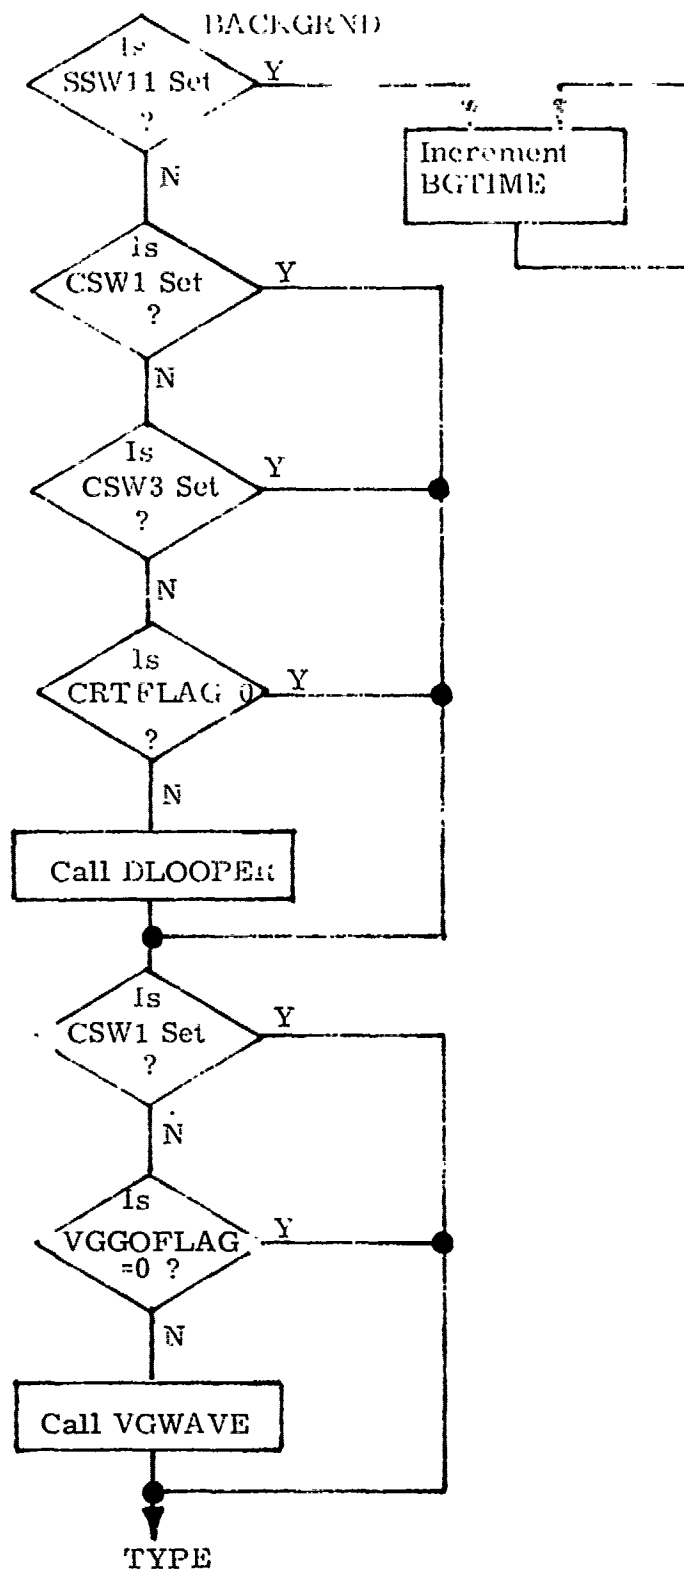 BACKGRND
Is
SSW11 Set
?
Y
N
Increment
BGTIME
Is
CSW1 Set
?
Y
N
Is
CSW3 Set
?
Y
N
Is
CRTFLAG 0
?
Y
N
Call DLOOPER
Is
CSW1 Set
?
Y
N
Is
VGGOFLAG
=0 ?
Y
N
Call VGWAVE
TYPE